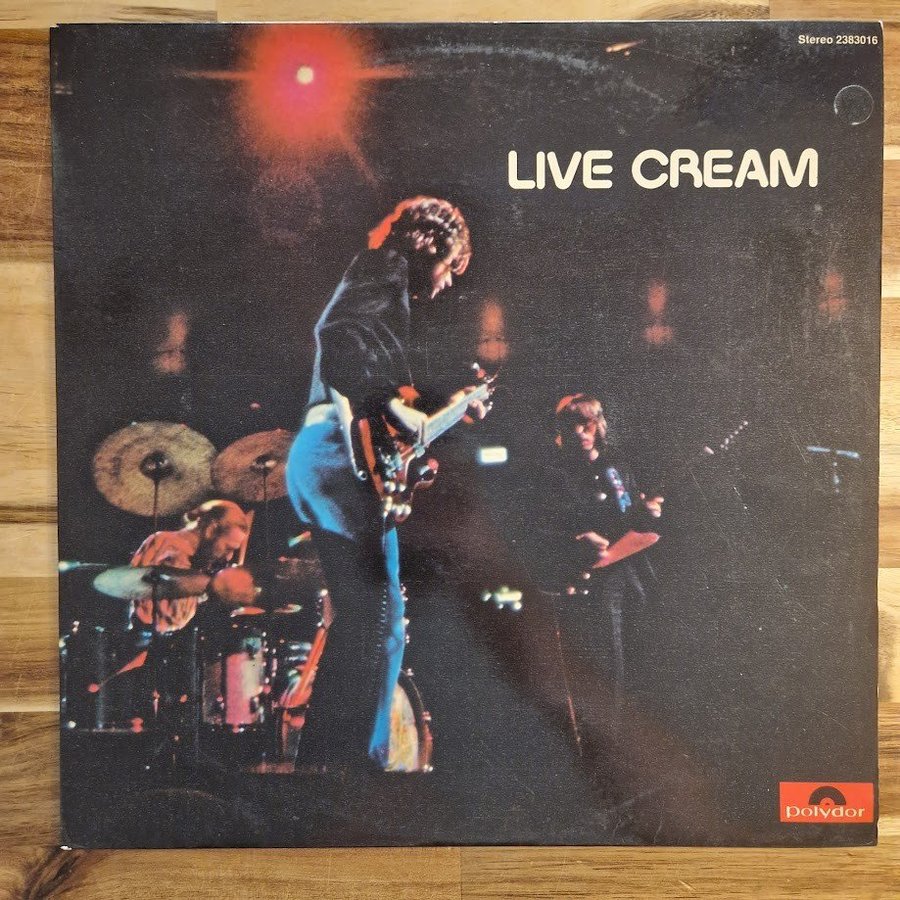 Stereo 2383016
LIVE CREAM
polydor